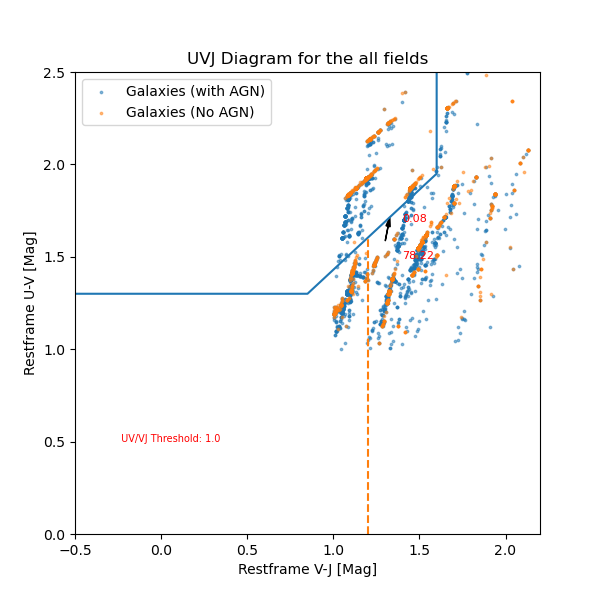 UVJ Diagram for the all fields
Galaxies (with AGN)
Galaxies (No AGN)
2.5
2.0
1.5
1.0
0.5
0.0
Restframe U-V [Mag]
78.22
UV/VJ Threshold: 1.0
−0.5
0.0
0.5
1.0
1.5
2.0
Restframe V-J [Mag]